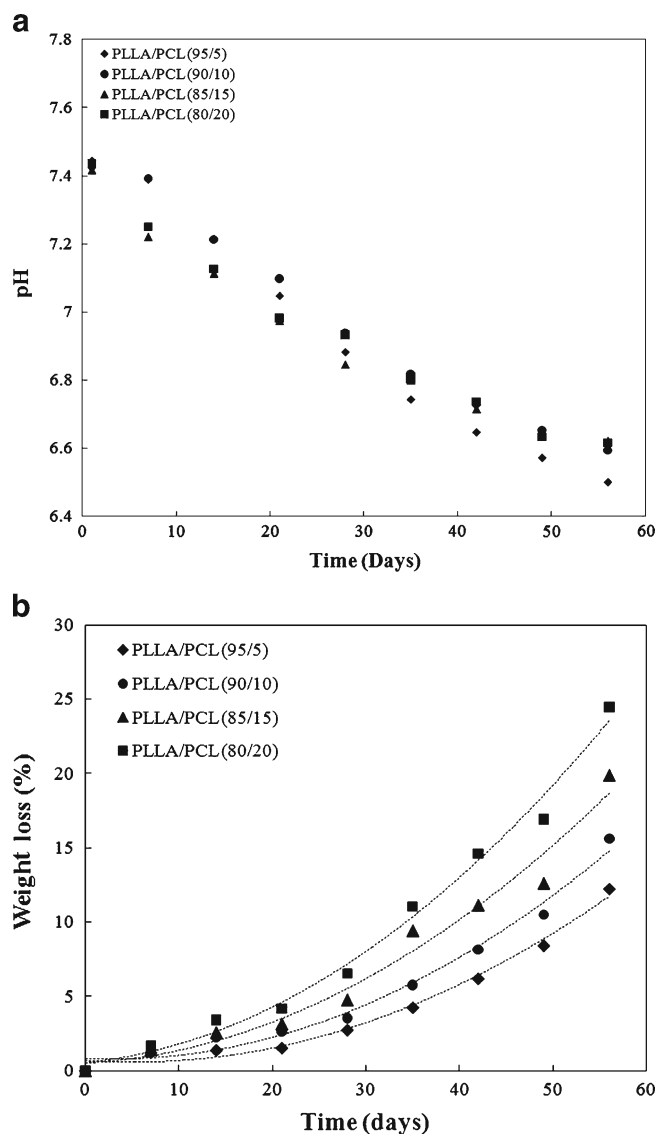 a
7.8
7.6
7.4
7.2
7
6.8
6.6
6.4
pH
PLLA/PCL(95/5)
PLLA/PCL(90/10)
PLLA/PCL(85/15)
PLLA/PCL(80/20)
0 10 20 30 40 50 60
Time (Days)
b
30
25
20
15
10
5
0
Weight loss (%)
PLLA/PCL(95/5)
PLLA/PCL(90/10)
PLLA/PCL(85/15)
PLLA/PCL(80/20)
0 10 20 30 40 50 60
Time (days)